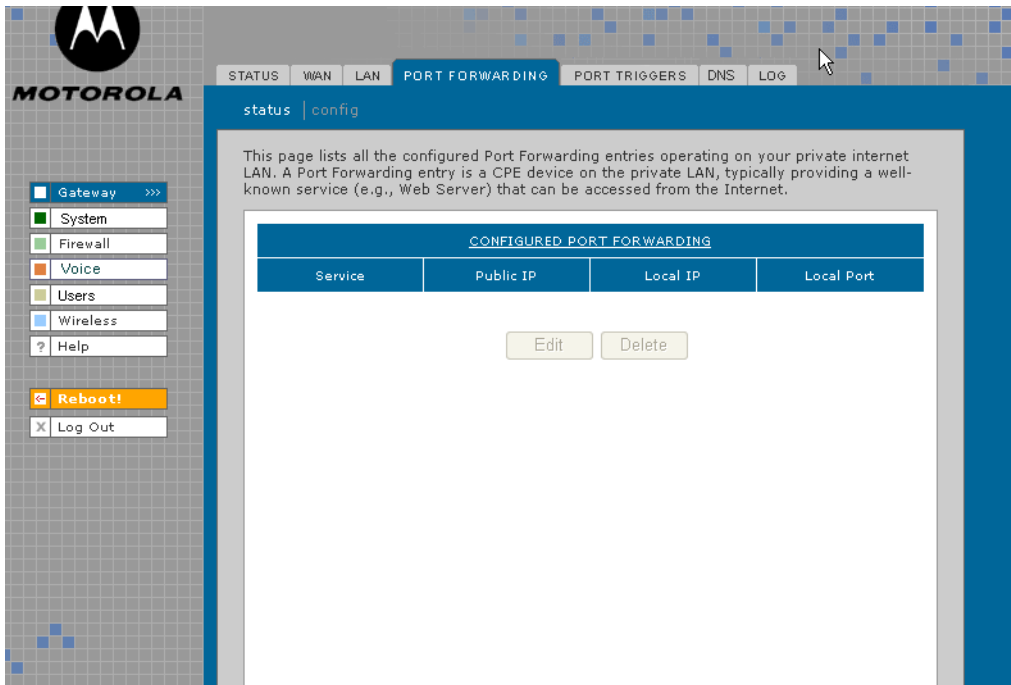 MOTOROLA
STATUS WAN LAN PORT FORWARDING PORT TRIGGERS DNS LOG
status config
Gateway >>>
System
Firewall
Voice
Users
Wireless
? Help
Reboot!
X Log Out
This page lists all the configured Port Forwarding entries operating on your private internet
LAN. A Port Forwarding entry is a CPE device on the private LAN, typically providing a well-
known service (e.g., Web Server) that can be accessed from the Internet.
CONFIGURED PORT FORWARDING
Service Public IP Local IP Local Port
Edit Delete